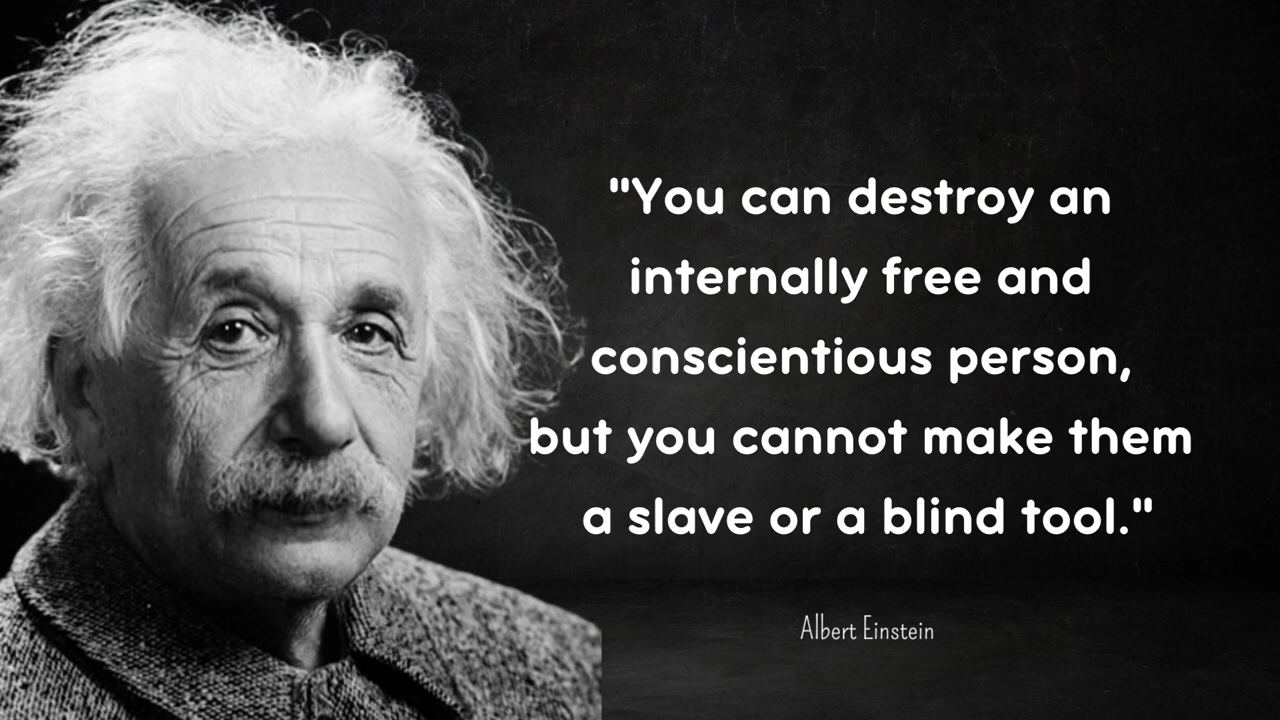 "You can destroy an
internally free and
conscientious person,
but you cannot make them
a slave or a blind tool."
Albert Einstein